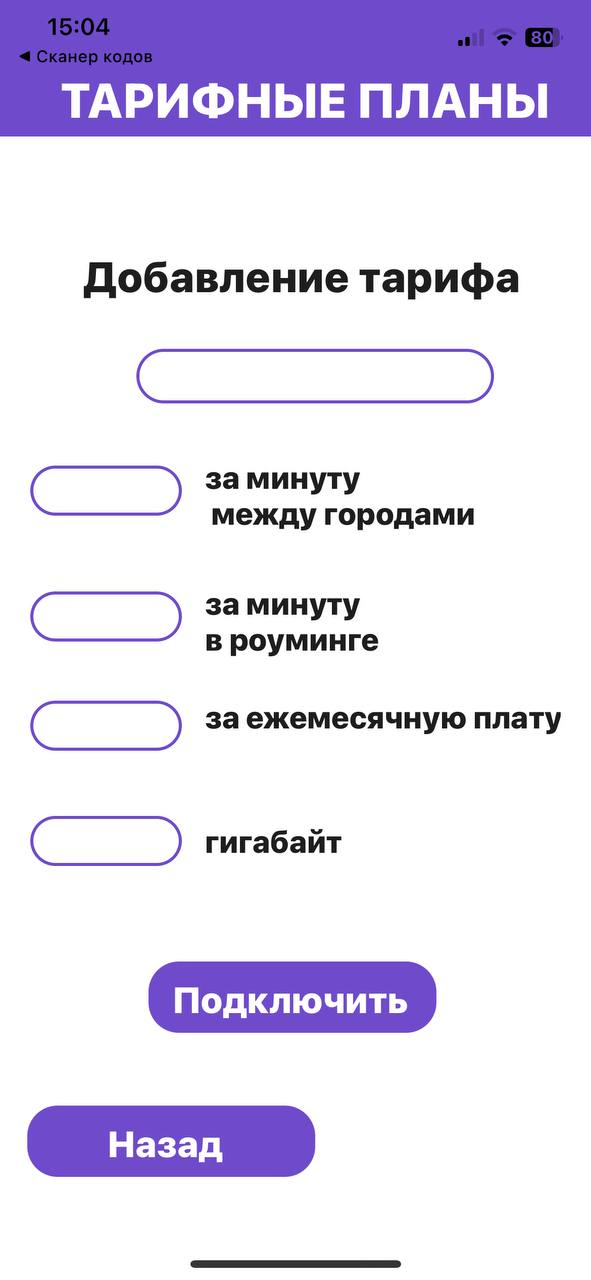 15:04
80
◀ Сканер кодов
ТАРИФНЫЕ ПЛАНЫ
Добавление тарифа
за минуту
между городами
за минуту
в роуминге
за ежемесячную плату
гигабайт
Подключить
Назад